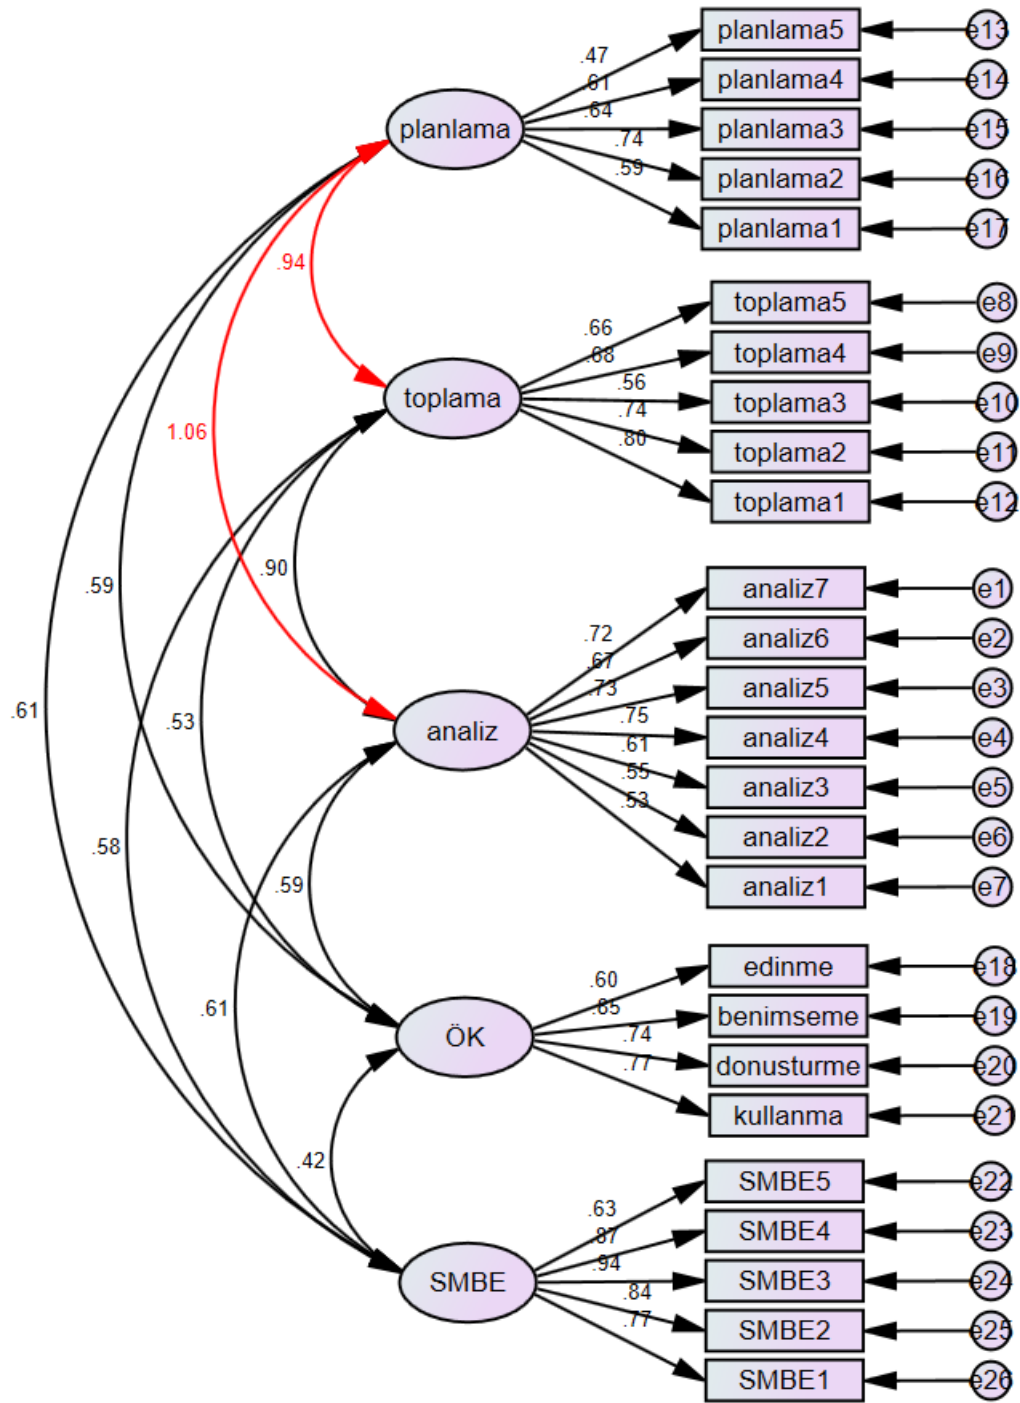 planlama5
e13
.47
planlama4
e14
.61
planlama3
e15
.64
planlama
.74
planlama2
e16
.59
planlama1
e17
.94
toplama5
e8
.66
toplama4
e9
.68
toplama3
e10
.56
toplama
.74
toplama2
e11
.80
toplama1
e12
1.06
.90
.59
analiz7
e1
.72
analiz6
e2
.67
analiz5
e3
.73
.61
.53
analiz
.75
analiz4
e4
.61
analiz3
e5
.55
analiz2
e6
.53
analiz1
e7
.58
.59
edinme
e18
.60
.61
benimseme
e19
.85
ÖK
.74
donusturme
e20
.77
kullanma
e21
.42
SMBE5
e22
.63
SMBE4
e23
.87
SMBE3
e24
.94
SMBE
.84
SMBE2
e25
.77
SMBE1
e26